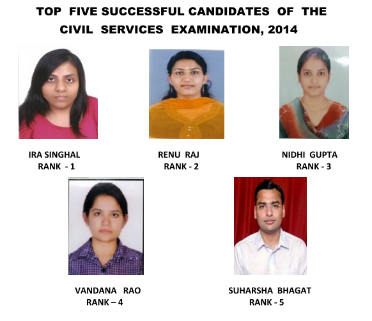 TOP FIVE SUCCESSFUL CANDIDATES OF THE
CIVIL SERVICES EXAMINATION, 2014
IRA SINGHAL
RANK - 1
RENU RAJ
RANK - 2
NIDHI GUPTA
RANK - 3
VANDANA RAO
RANK – 4
SUHARSHA BHAGAT
RANK - 5